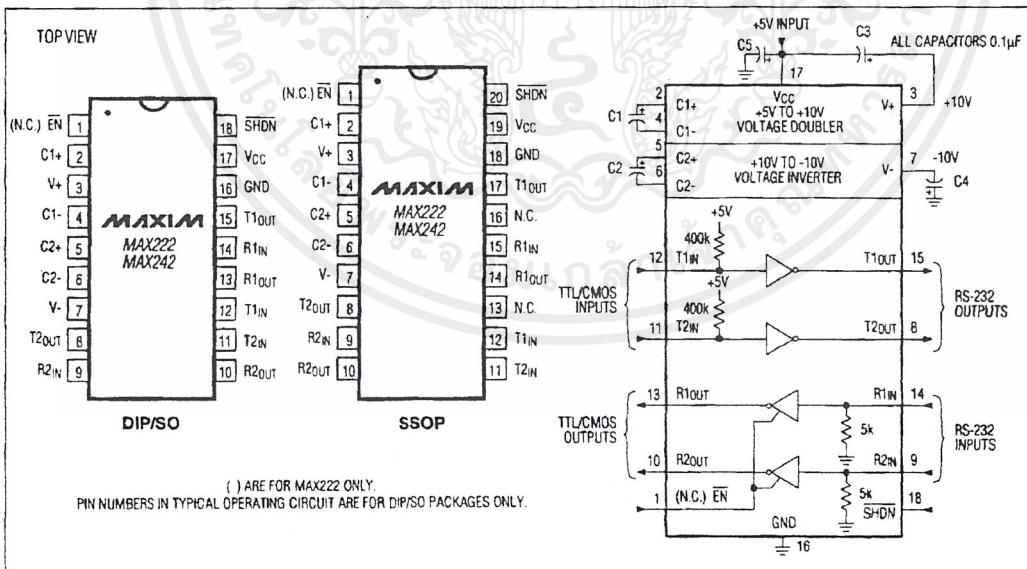 TOP VIEW
(N.C.) EN 1
C1+ 2
V+ 3
C1- 4
C2+ 5
C2- 6
V- 7
T2OUT 8
R2IN 9
18 SHDN
17 VCC
16 GND
15 T1OUT
14 R1IN
13 R1OUT
12 T1IN
11 T2IN
10 R2OUT
MAXIM
MAX222
MAX242
DIP/SO
(N.C.) EN 1
C1+ 2
V+ 3
C1- 4
C2+ 5
C2- 6
V- 7
T2OUT 8
R2IN 9
R2OUT 10
20 SHDN
19 VCC
18 GND
17 T1OUT
16 N.C.
15 R1IN
14 R1OUT
13 N.C.
12 T1IN
11 T2IN
MAXIM
MAX222
MAX242
SSOP
( ) ARE FOR MAX222 ONLY.
PIN NUMBERS IN TYPICAL OPERATING CIRCUIT ARE FOR DIP/SO PACKAGES ONLY.
+5V INPUT
C3
ALL CAPACITORS 0.1µF
C5
17
VCC
+5V TO +10V
VOLTAGE DOUBLER
2 C1+
C1
4 C1-
3 V+
+10V
5 C2+
C2
6 C2-
+10V TO -10V
VOLTAGE INVERTER
7 V-
-10V
C4
+5V
400k
12 T1IN
T1OUT 15
+5V
400k
11 T2IN
T2OUT 8
TTL/CMOS
INPUTS
RS-232
OUTPUTS
13 R1OUT
R1IN 14
5k
10 R2OUT
R2IN 9
5k
TTL/CMOS
OUTPUTS
RS-232
INPUTS
1 (N.C.) EN
SHDN 18
GND
16